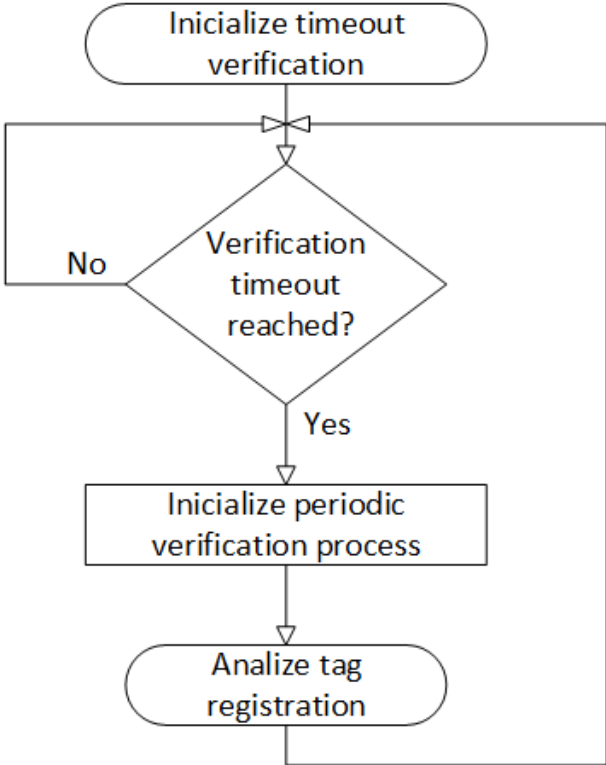 Inicialize timeout
verification
Verification
timeout
reached?
No
Yes
Inicialize periodic
verification process
Analize tag
registration